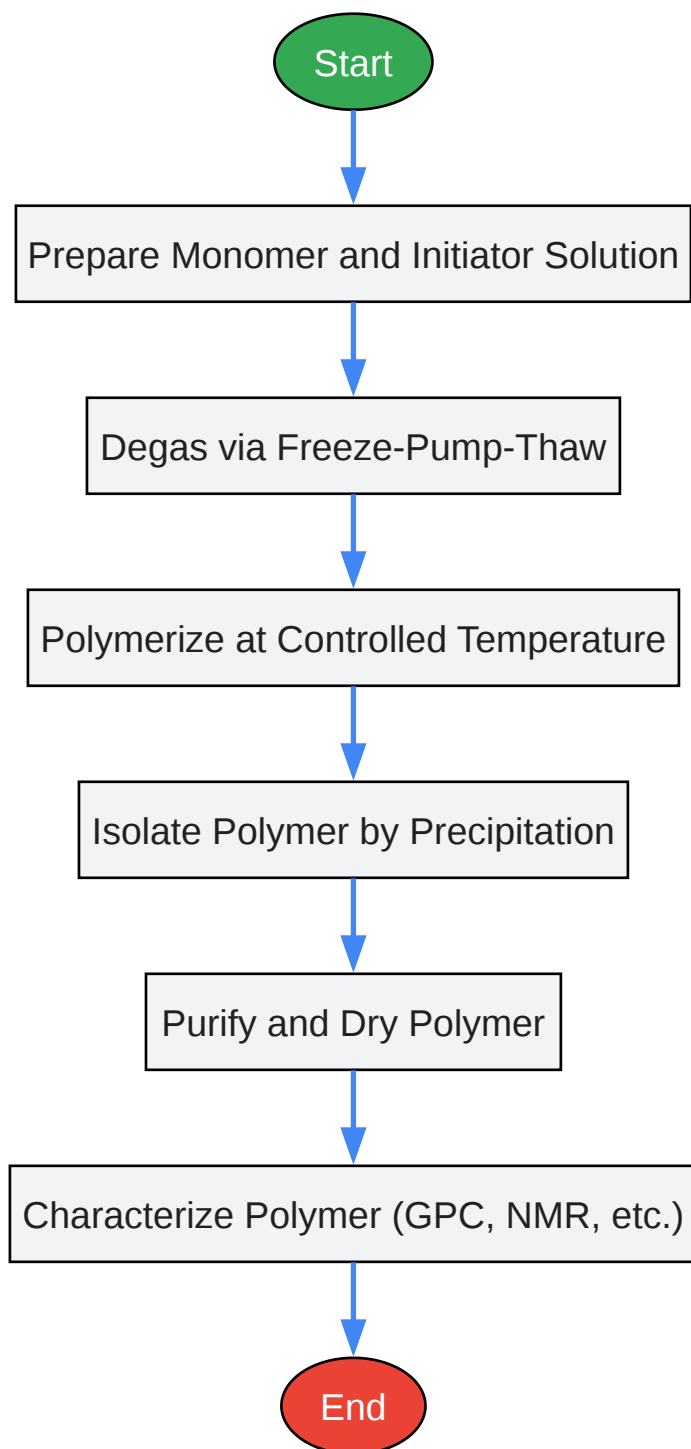 Start
Prepare Monomer and Initiator Solution
Degas via Freeze-Pump-Thaw
Polymerize at Controlled Temperature
Isolate Polymer by Precipitation
Purify and Dry Polymer
Characterize Polymer (GPC, NMR, etc.)
End